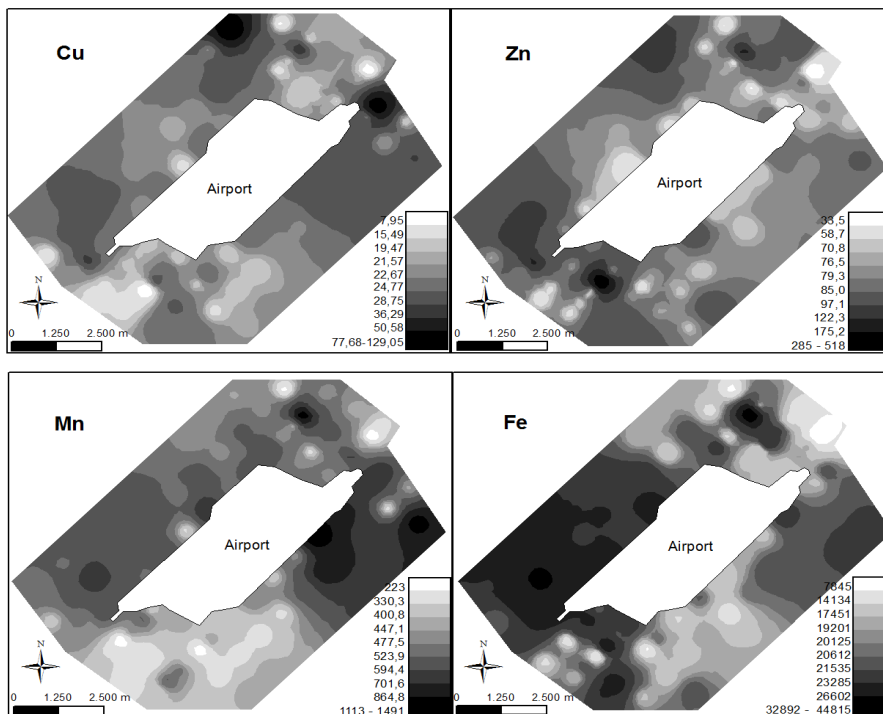 Cu
Airport
7,95
15,49
19,47
21,57
22,67
24,77
28,75
36,29
50,58
77,68-129,05
N
0 1.250 2.500 m
Zn
Airport
33,5
58,7
70,8
76,5
79,3
85,0
97,1
122,3
175,2
285 - 518
N
0 1.250 2.500 m
Mn
Airport
223
330,3
400,8
447,1
477,5
523,9
594,4
701,6
864,8
1113 - 1491
N
0 1.250 2.500 m
Fe
Airport
7845
14134
17451
19201
20125
20612
21535
23285
26602
32892 - 44815
N
0 1.250 2.500 m